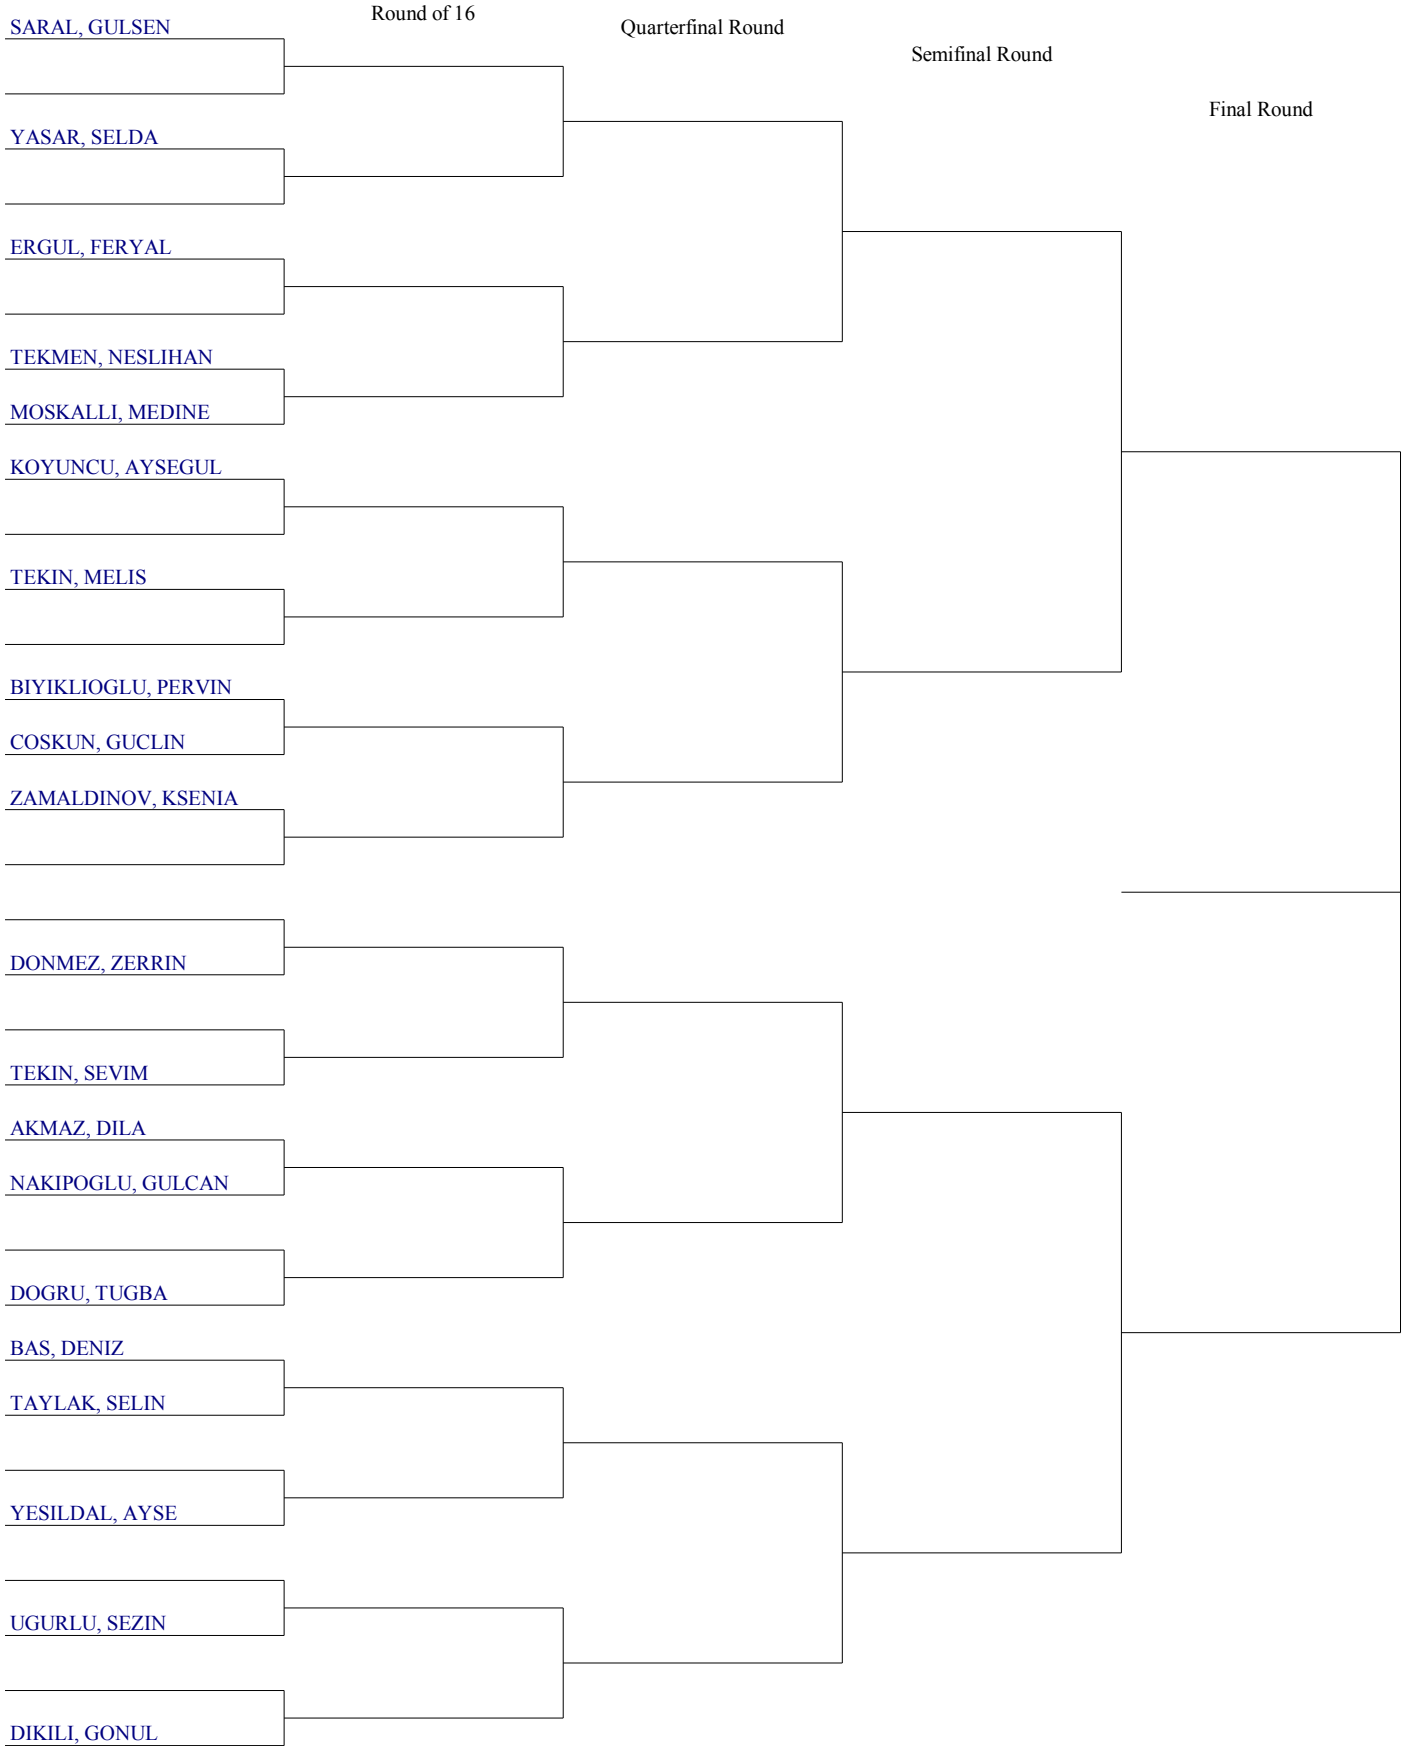 Round of 16
Quarterfinal Round
Semifinal Round
Final Round
SARAL, GULSEN
YASAR, SELDA
ERGUL, FERYAL
TEKMEN, NESLIHAN
MOSKALLI, MEDINE
KOYUNCU, AYSEGUL
TEKIN, MELIS
BIYIKLIOGLU, PERVIN
COSKUN, GUCLIN
ZAMALDINOV, KSENIA
DONMEZ, ZERRIN
TEKIN, SEVIM
AKMAZ, DILA
NAKIPOGLU, GULCAN
DOGRU, TUGBA
BAS, DENIZ
TAYLAK, SELIN
YESILDAL, AYSE
UGURLU, SEZIN
DIKILI, GONUL